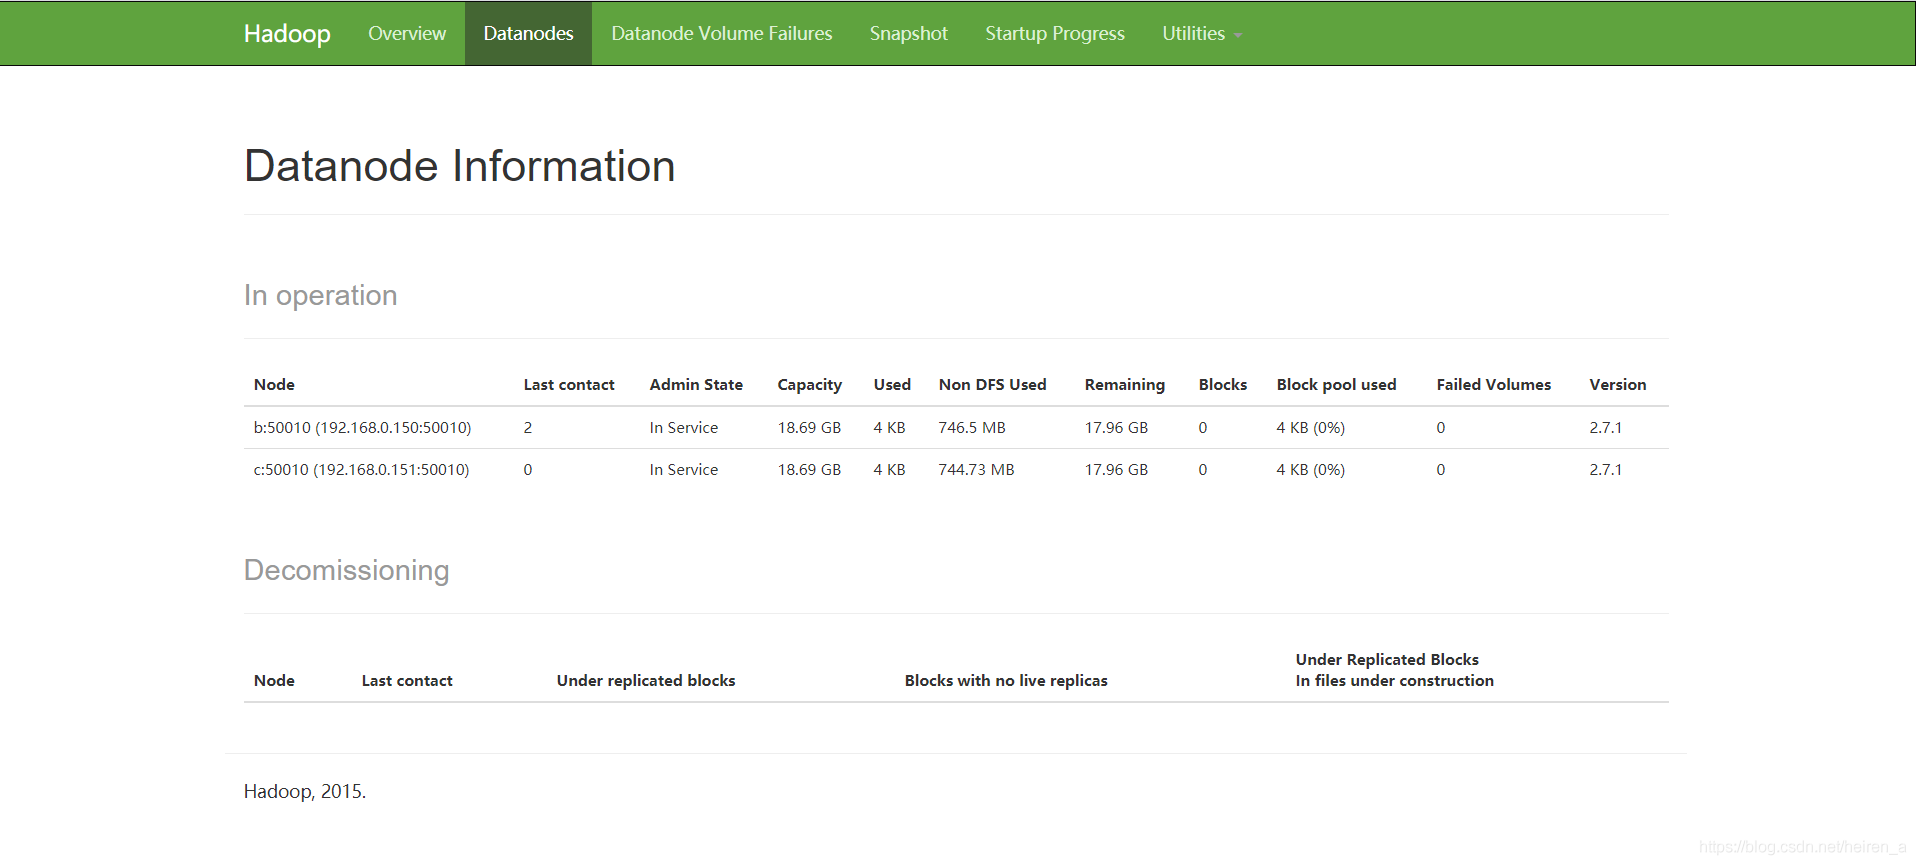 Hadoop Overview Datanodes Datanode Volume Failures Snapshot Startup Progress Utilities
Datanode Information
In operation
Node Last contact Admin State Capacity Used Non DFS Used Remaining Blocks Block pool used Failed Volumes Version
b:50010 (192.168.0.150:50010) 2 In Service 18.69 GB 4 KB 746.5 MB 17.96 GB 0 4 KB (0%) 0 2.7.1
c:50010 (192.168.0.151:50010) 0 In Service 18.69 GB 4 KB 744.73 MB 17.96 GB 0 4 KB (0%) 0 2.7.1
Decomissioning
Under Replicated Blocks
Node Last contact Under replicated blocks Blocks with no live replicas In files under construction
Hadoop, 2015.
https://blog.csdn.net/heiren_a